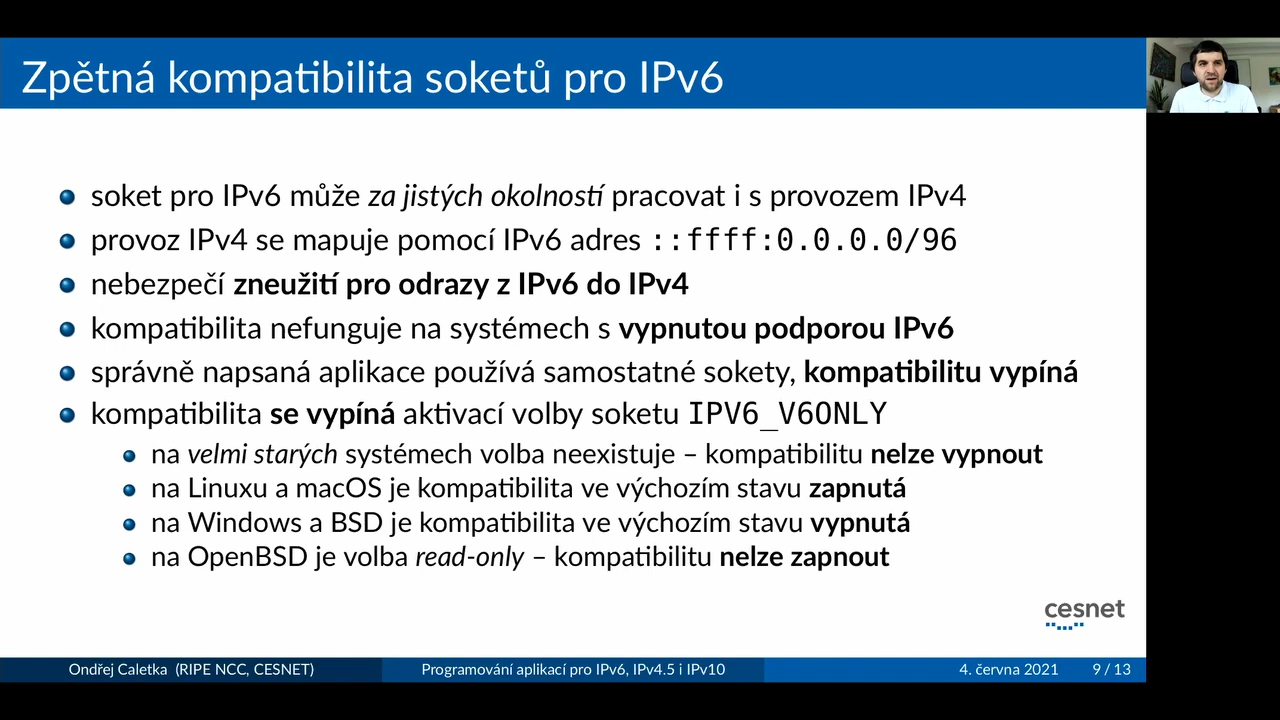 Zpětná kompatibilita soketů pro IPv6
soket pro IPv6 může za jistých okolností pracovat i s provozem IPv4
provoz IPv4 se mapuje pomocí IPv6 adres ::ffff:0.0.0.0/96
nebezpečí zneužití pro odrazy z IPv6 do IPv4
kompatibilita nefunguje na systémech s vypnutou podporou IPv6
správně napsaná aplikace používá samostatné sokety, kompatibilitu vypíná
kompatibilita se vypíná aktivací volby soketu IPV6_V6ONLY
na velmi starých systémech volba neexistuje – kompatibilitu nelze vypnout
na Linuxu a macOS je kompatibilita ve výchozím stavu zapnutá
na Windows a BSD je kompatibilita ve výchozím stavu vypnutá
na OpenBSD je volba read-only – kompatibilitu nelze zapnout
cesnet
Ondřej Caletka (RIPE NCC, CESNET) Programování aplikací pro IPv6, IPv4.5 i IPv10 4. června 2021 9 / 13